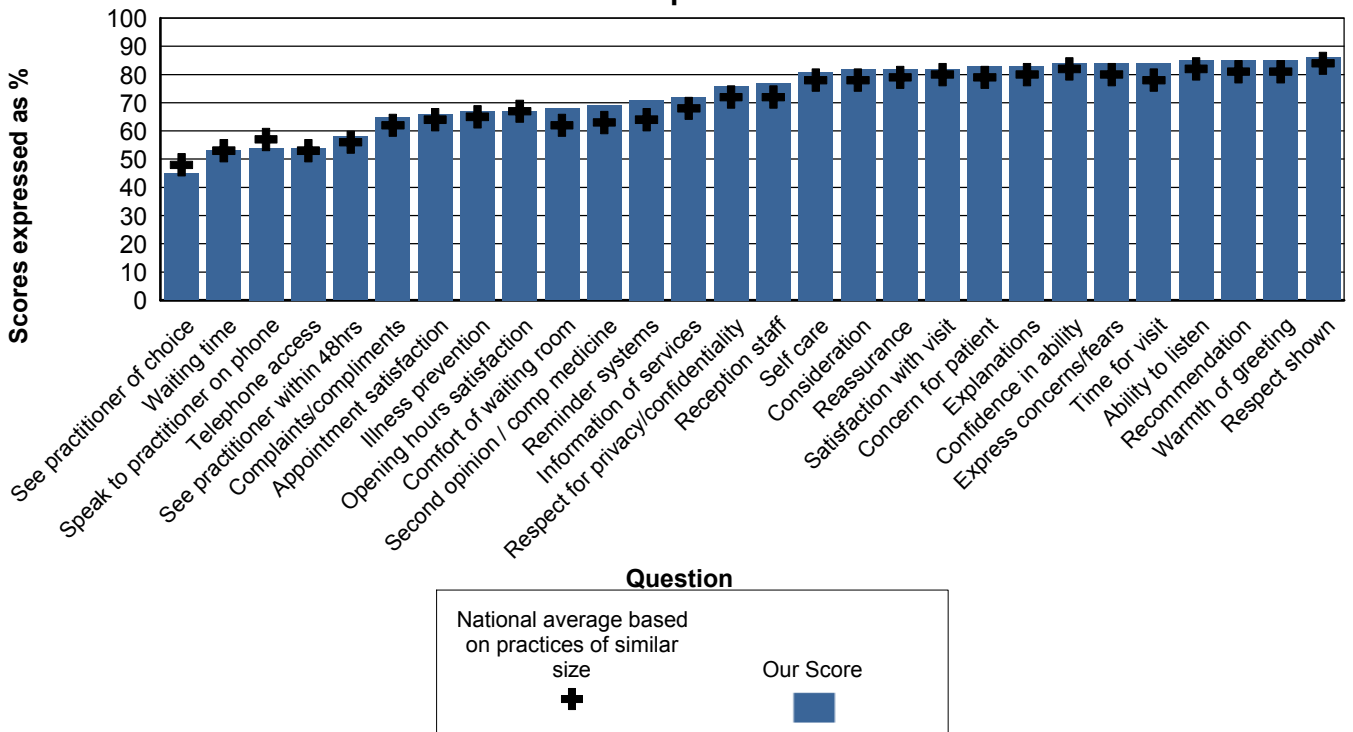 Scores expressed as %
100
90
80
70
60
50
40
30
20
10
0
See practitioner of choice
Waiting time
Speak to practitioner on phone
Telephone access
See practitioner within 48hrs
Complaints/compliments
Appointment satisfaction
Illness prevention
Opening hours satisfaction
Comfort of waiting room
Second opinion / comp medicine
Reminder systems
Information of services
Respect for privacy/confidentiality
Reception staff
Self care
Consideration
Reassurance
Satisfaction with visit
Concern for patient
Explanations
Confidence in ability
Express concerns/fears
Time for visit
Ability to listen
Recommendation
Warmth of greeting
Respect shown
Question
National average based
on practices of similar
size
Our Score